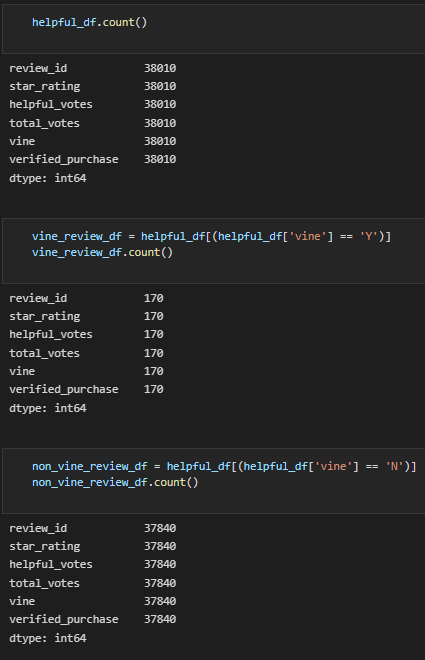 helpful_df.count()
review_id 38010
star_rating 38010
helpful_votes 38010
total_votes 38010
vine 38010
verified_purchase 38010
dtype: int64
vine_review_df = helpful_df[(helpful_df['vine'] == 'Y')]
vine_review_df.count()
review_id 170
star_rating 170
helpful_votes 170
total_votes 170
vine 170
verified_purchase 170
dtype: int64
non_vine_review_df = helpful_df[(helpful_df['vine'] == 'N')]
non_vine_review_df.count()
review_id 37840
star_rating 37840
helpful_votes 37840
total_votes 37840
vine 37840
verified_purchase 37840
dtype: int64